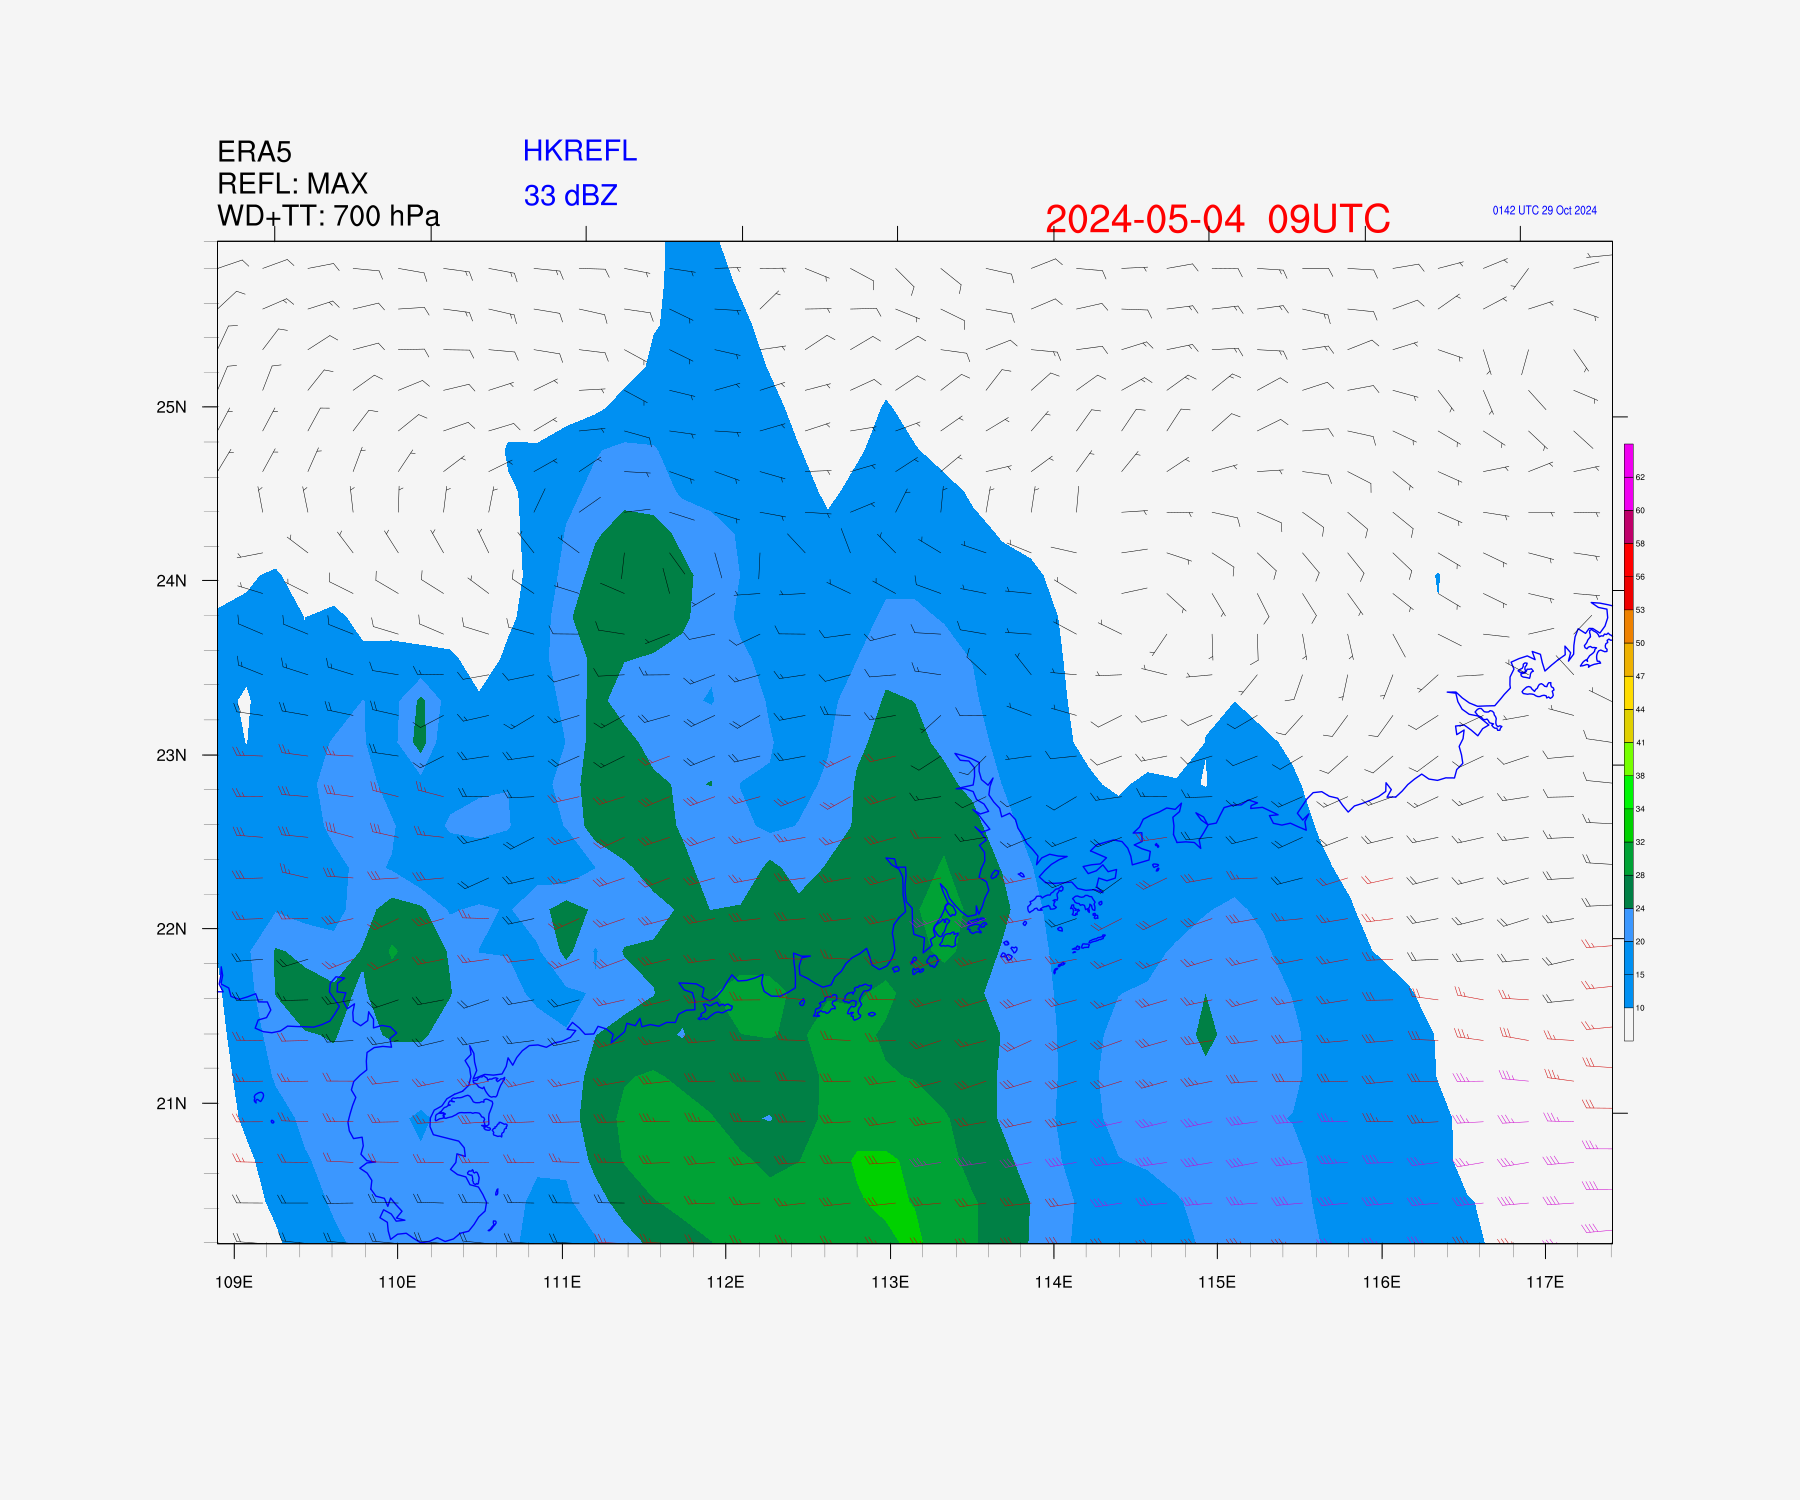 ERA5
HKREFL
REFL: MAX
33 dBZ
WD+TT: 700 hPa
2024-05-04 09UTC
0142 UTC 29 Oct 2024
25N
24N
23N
22N
21N
62
60
58
56
53
50
47
44
41
38
34
32
28
24
20
15
10
109E
110E
111E
112E
113E
114E
115E
116E
117E